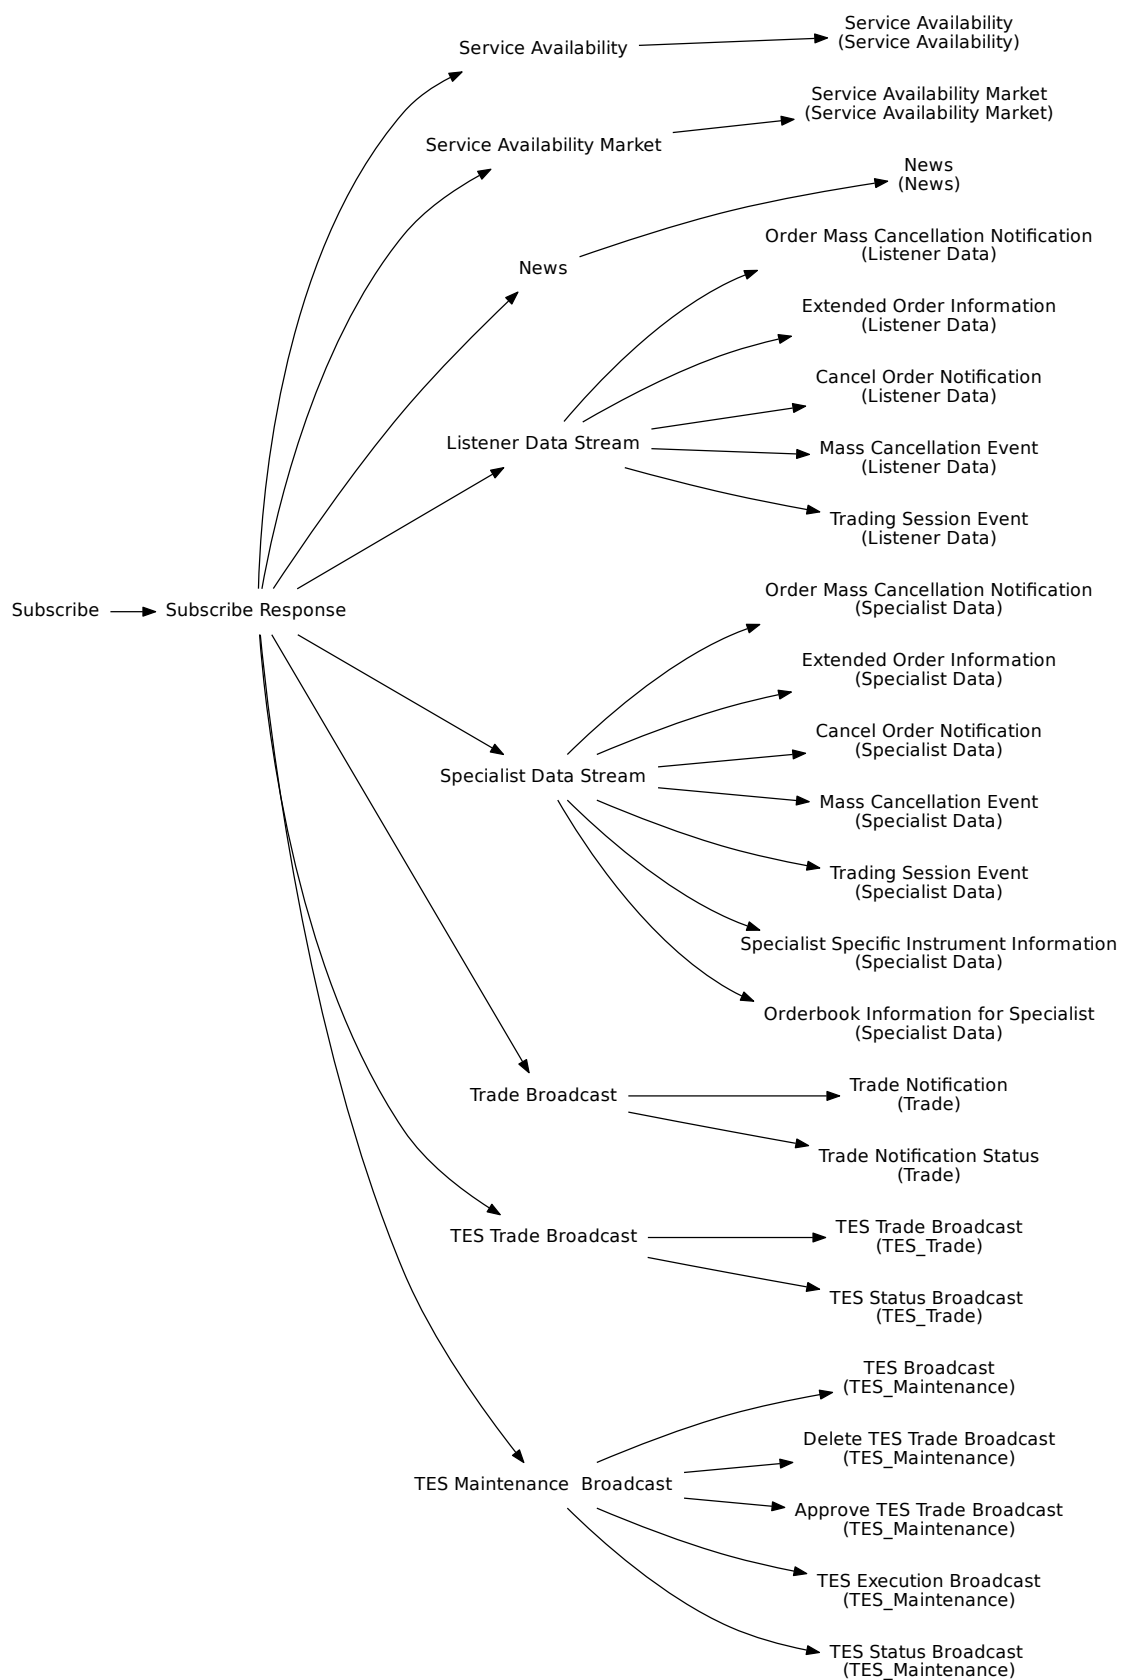 Subscribe
Subscribe Response
Service Availability
Service Availability Market
News
Listener Data Stream
Specialist Data Stream
Trade Broadcast
TES Trade Broadcast
TES Maintenance  Broadcast
Service Availability
(Service Availability)
Service Availability Market
(Service Availability Market)
News
(News)
Order Mass Cancellation Notification
(Listener Data)
Extended Order Information
(Listener Data)
Cancel Order Notification
(Listener Data)
Mass Cancellation Event
(Listener Data)
Trading Session Event
(Listener Data)
Order Mass Cancellation Notification
(Specialist Data)
Extended Order Information
(Specialist Data)
Cancel Order Notification
(Specialist Data)
Mass Cancellation Event
(Specialist Data)
Trading Session Event
(Specialist Data)
Specialist Specific Instrument Information
(Specialist Data)
Orderbook Information for Specialist
(Specialist Data)
Trade Notification
(Trade)
Trade Notification Status
(Trade)
TES Trade Broadcast
(TES_Trade)
TES Status Broadcast
(TES_Trade)
TES Broadcast
(TES_Maintenance)
Delete TES Trade Broadcast
(TES_Maintenance)
Approve TES Trade Broadcast
(TES_Maintenance)
TES Execution Broadcast
(TES_Maintenance)
TES Status Broadcast
(TES_Maintenance)